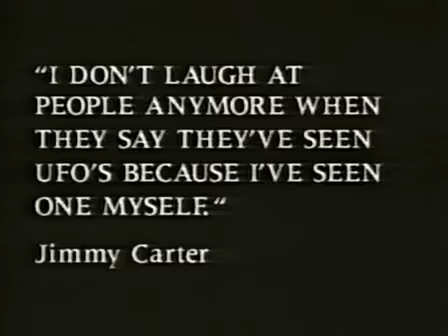 “I DON'T LAUGH AT
PEOPLE ANYMORE WHEN
THEY SAY THEY'VE SEEN
UFO'S BECAUSE I'VE SEEN
ONE MYSELF.“
Jimmy Carter